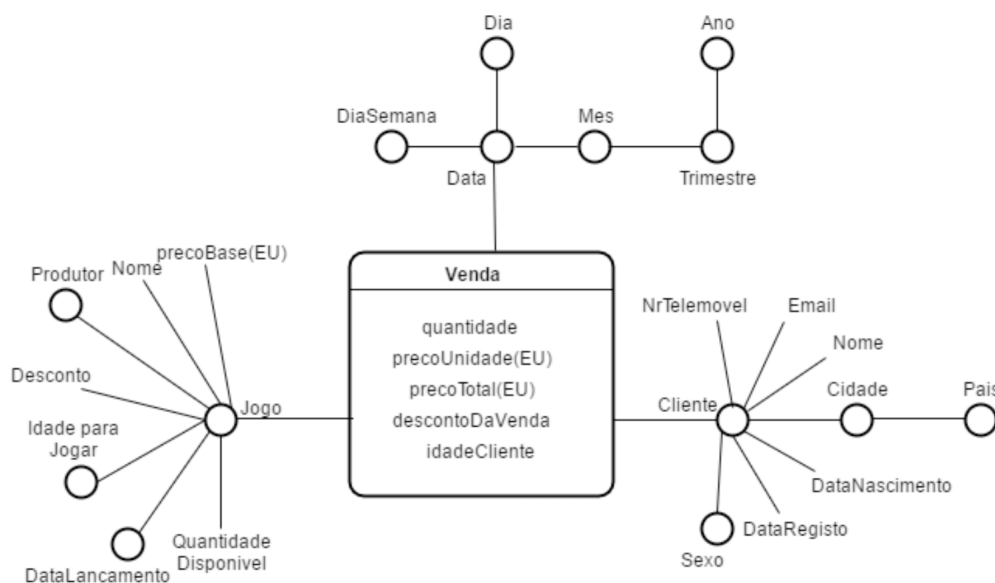 Dia
Ano
DiaSemana
Mes
Data
Trimestre
precoBase(EU)
Nome
Produtor
Venda
quantidade
precoUnidade(EU)
precoTotal(EU)
descontoDaVenda
idadeCliente
NrTelemovel
Email
Nome
Desconto
Jogo
Cliente
Cidade
Pais
Idade para
Jogar
DataNascimento
DataRegisto
Quantidade
Disponivel
DataLancamento
Sexo